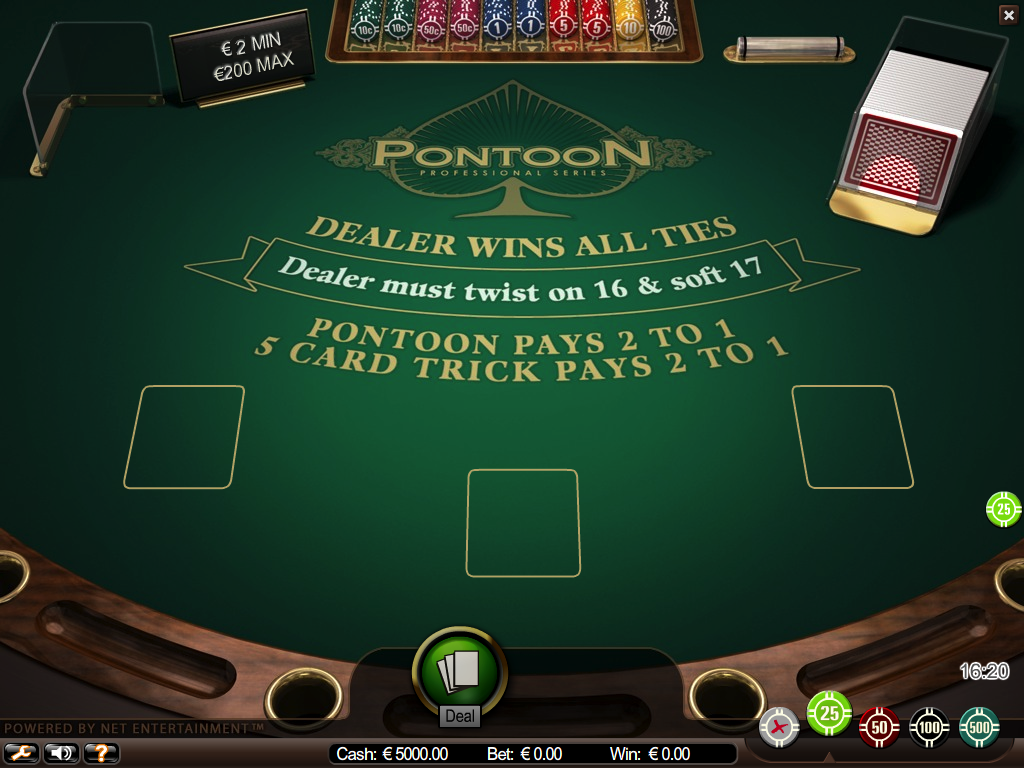 € 2 MIN
€200 MAX
10c 10c 50c 50c 1 1 5 5 10 100
PONTOON
PROFESSIONAL SERIES
DEALER WINS ALL TIES
Dealer must twist on 16 & soft 17
PONTOON PAYS 2 TO 1
5 CARD TRICK PAYS 2 TO 1
25
16:20
Deal
25 50 100 500
POWERED BY NET ENTERTAINMENT™
?
Cash: € 5000.00 Bet: € 0.00 Win: € 0.00